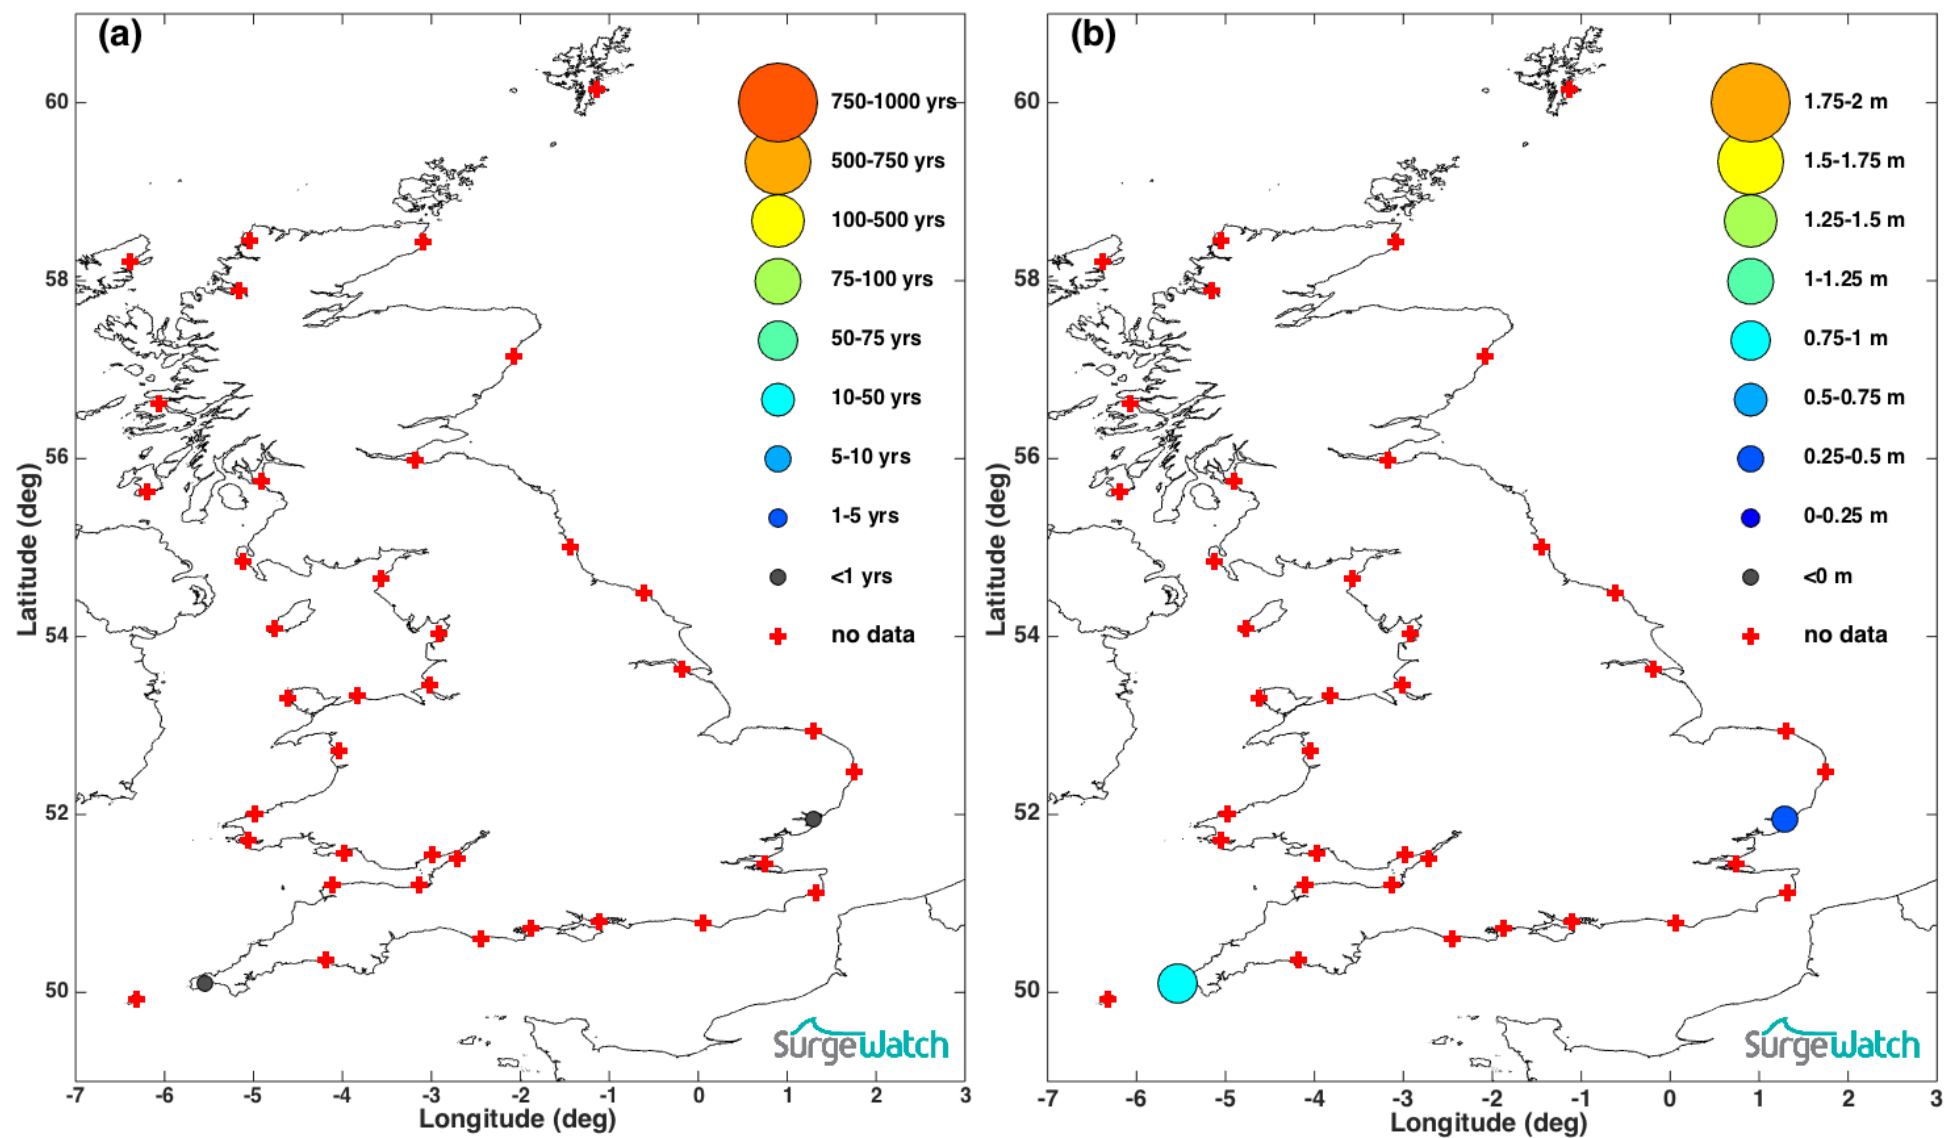 (a)
750-1000 yrs
500-750 yrs
100-500 yrs
75-100 yrs
50-75 yrs
10-50 yrs
5-10 yrs
1-5 yrs
<1 yrs
no data
60
58
56
54
52
50
Latitude (deg)
-7 -6 -5 -4 -3 -2 -1 0 1 2 3
Longitude (deg)
SurgeWatch
(b)
1.75-2 m
1.5-1.75 m
1.25-1.5 m
1-1.25 m
0.75-1 m
0.5-0.75 m
0.25-0.5 m
0-0.25 m
<0 m
no data
60
58
56
54
52
50
Latitude (deg)
-7 -6 -5 -4 -3 -2 -1 0 1 2 3
Longitude (deg)
SurgeWatch